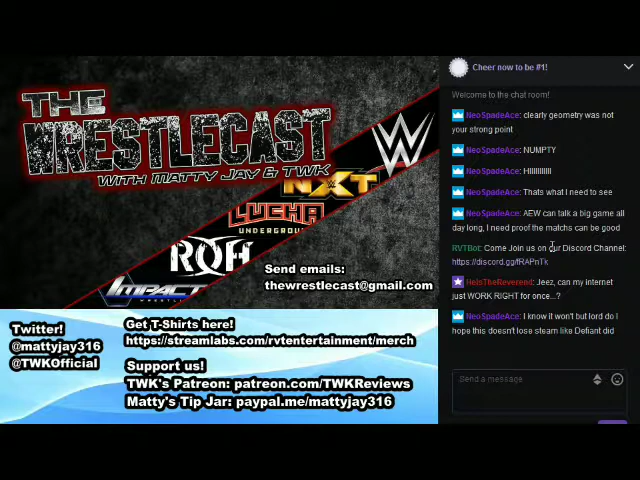 THE
WRESTLECAST
WITH MATTY JAY & TWK
W
NXT
LUCHA
UNDERGROUND
ROH
IMPACT
WRESTLING
Send emails:
thewrestlecast@gmail.com
Twitter!
@mattyjay316
@TWKOfficial
Get T-Shirts here!
https://streamlabs.com/rvtentertainment/merch
Support us!
TWK's Patreon: patreon.com/TWKReviews
Matty's Tip Jar: paypal.me/mattyjay316
Cheer now to be #1!
Welcome to the chat room!
NeoSpadeAce: clearly geometry was not
your strong point
NeoSpadeAce: NUMPTY
NeoSpadeAce: HIIIIIIIIIII
NeoSpadeAce: Thats what I need to see
NeoSpadeAce: AEW can talk a big game all
day long, I need proof the matchs can be good
RVTBot: Come Join us on our Discord Channel:
https://discord.gg/fRAPnTk
HeIsTheReverend: Jeez, can my internet
just WORK RIGHT for once...?
NeoSpadeAce: I know it won't but lord do I
hope this doesn't lose steam like Defiant did
Send a message